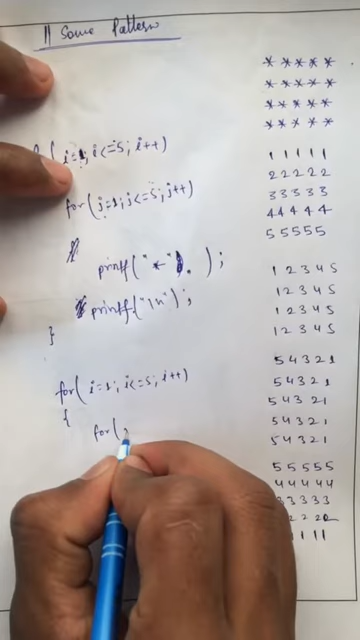 // Some Pattern
* * * * *
* * * * *
* * * * *
* * * * *
i=1; i<=5; i++)
1 1 1 1 1
2 2 2 2 2
for(j=1; j<=5; j++)
3 3 3 3 3
4 4 4 4 4
5 5 5 5 5
printf("*");
printf("\n");
}
1 2 3 4 5
1 2 3 4 5
1 2 3 4 5
1 2 3 4 5
for(i=1; i<=5; i++)
{
for(
5 4 3 2 1
5 4 3 2 1
5 4 3 2 1
5 4 3 2 1
5 4 3 2 1
5 5 5 5 5
4 4 4 4 4
3 3 3 3
2 2 2 2
1 1 1 1